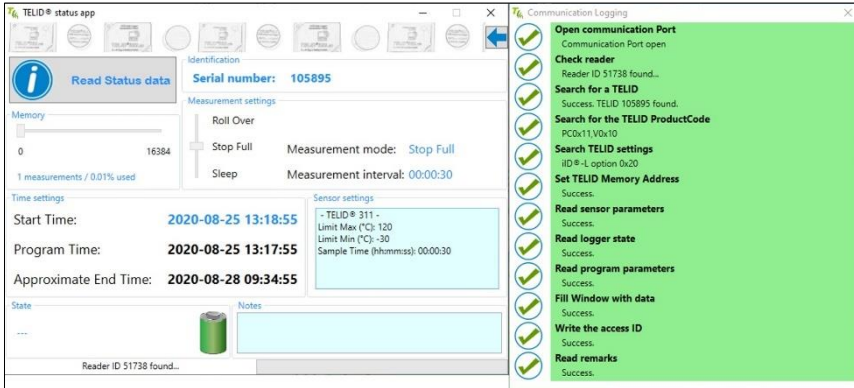 TELID® status app
Read Status data
Identification
Serial number: 105895
Memory
0 16384
1 measurements / 0.01% used
Measurement settings
Roll Over
Stop Full
Sleep
Measurement mode: Stop Full
Measurement interval: 00:00:30
Time settings
Start Time: 2020-08-25 13:18:55
Program Time: 2020-08-25 13:17:55
Approximate End Time: 2020-08-28 09:34:55
Sensor settings
- TELID® 311 -
Limit Max (°C): 120
Limit Min (°C): -30
Sample Time (hh:mm:ss): 00:00:30
State
---
Notes
Reader ID 51738 found...
Communication Logging
Open communication Port
Communication Port open
Check reader
Reader ID 51738 found...
Search for a TELID
Success. TELID 105895 found.
Search for the TELID ProductCode
PC0x11,V0x10
Search TELID settings
iID®-L option 0x20
Set TELID Memory Address
Success.
Read sensor parameters
Success.
Read logger state
Success.
Read program parameters
Success.
Fill Window with data
Success.
Write the access ID
Success.
Read remarks
Success.